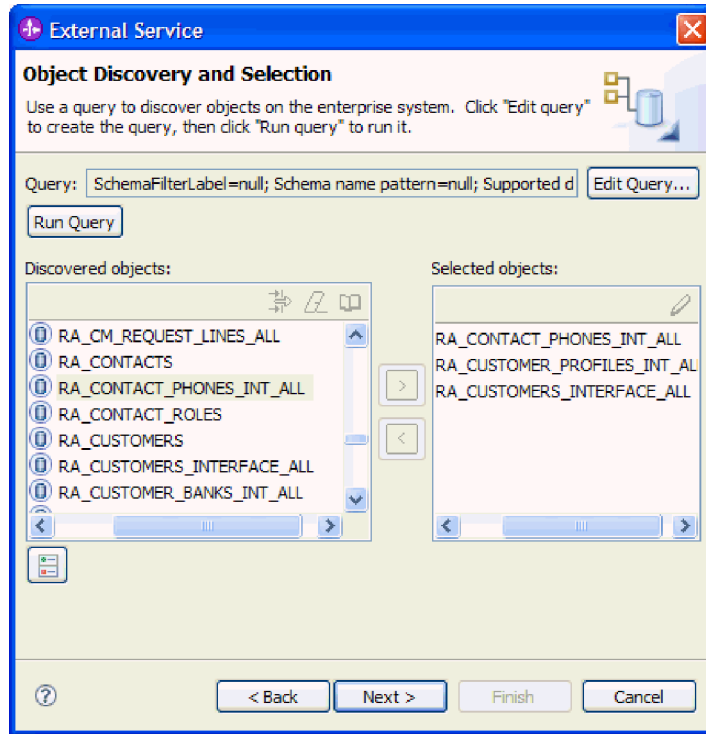 External Service
Object Discovery and Selection
Use a query to discover objects on the enterprise system. Click "Edit query"
to create the query, then click "Run query" to run it.
Query: SchemaFilterLabel=null; Schema name pattern=null; Supported d Edit Query...
Run Query
Discovered objects:
RA_CM_REQUEST_LINES_ALL
RA_CONTACTS
RA_CONTACT_PHONES_INT_ALL
RA_CONTACT_ROLES
RA_CUSTOMERS
RA_CUSTOMERS_INTERFACE_ALL
RA_CUSTOMER_BANKS_INT_ALL
Selected objects:
RA_CONTACT_PHONES_INT_ALL
RA_CUSTOMER_PROFILES_INT_AL
RA_CUSTOMERS_INTERFACE_ALL
> 
<
? < Back Next > Finish Cancel